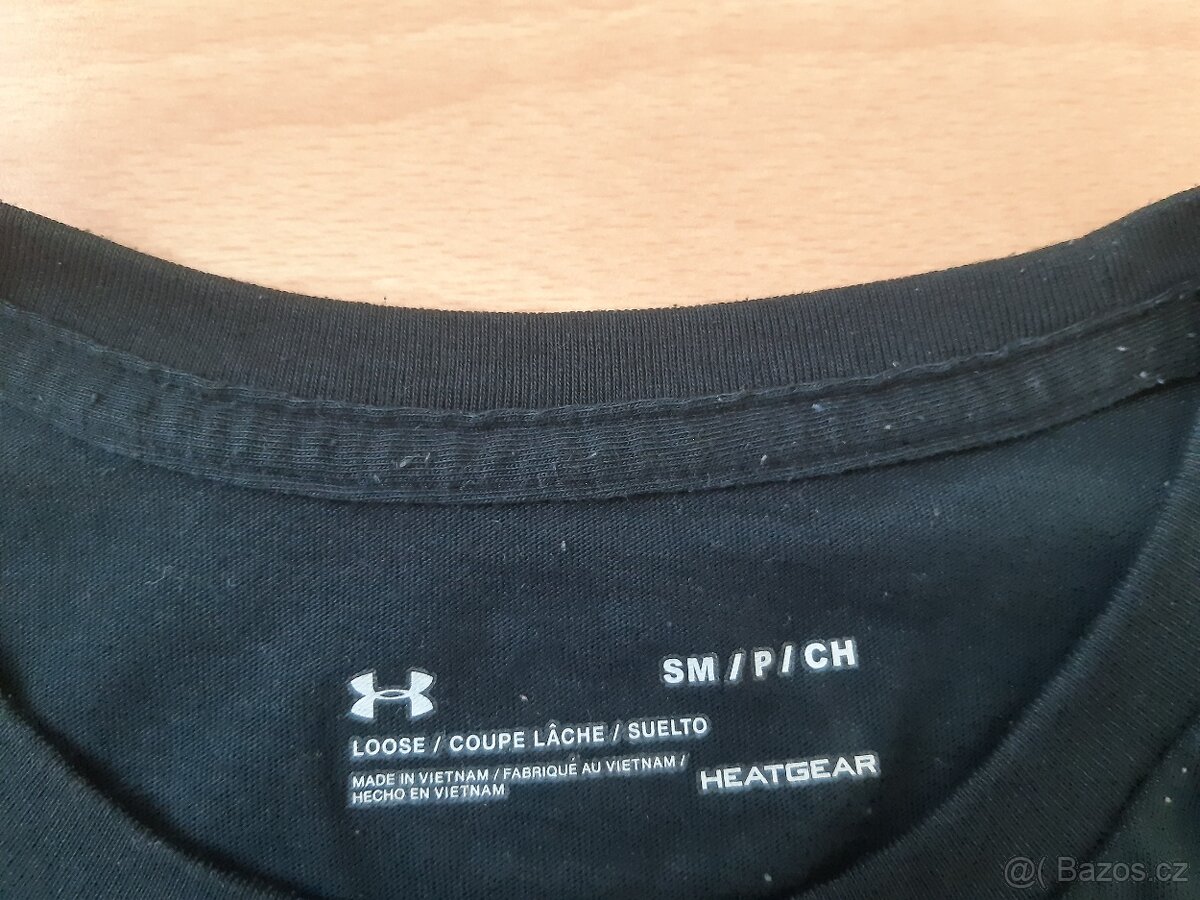 SM / P / CH
LOOSE / COUPE LÂCHE / SUELTO
MADE IN VIETNAM / FABRIQUÉ AU VIETNAM /
HECHO EN VIETNAM
HEATGEAR
@( Bazos.cz